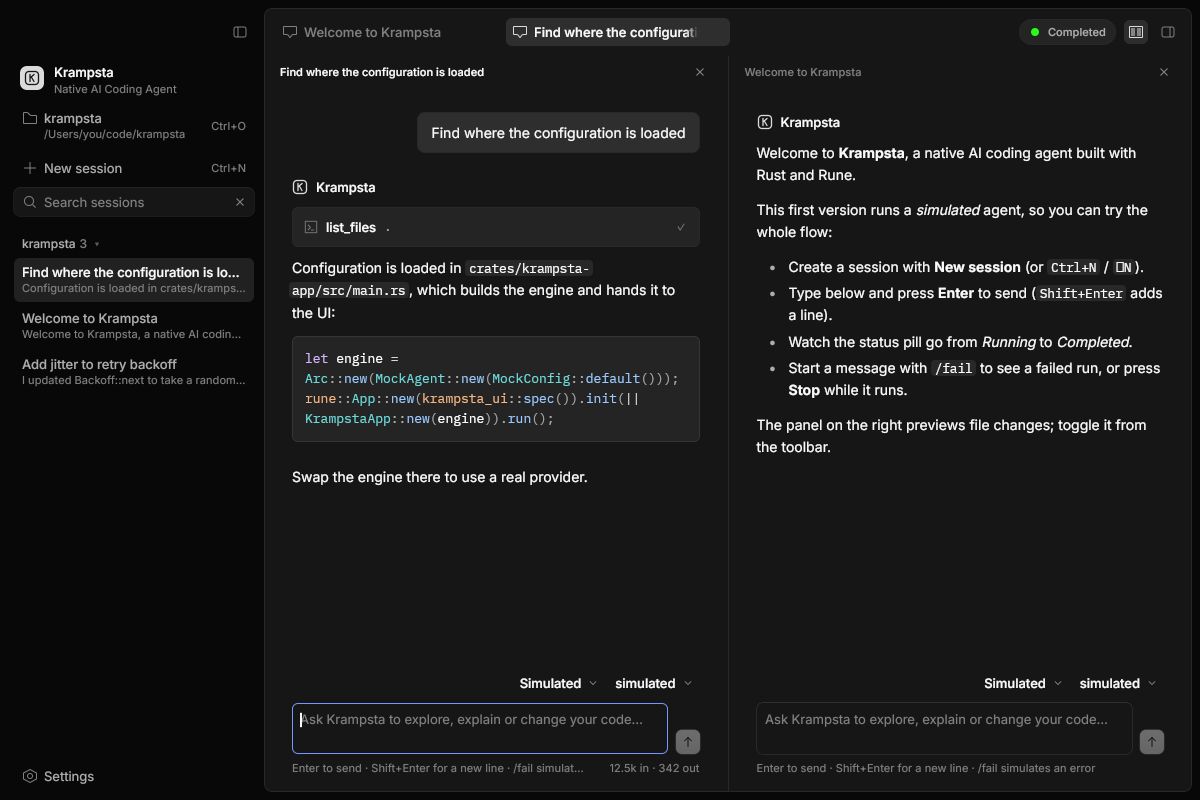 Krampsta
Native AI Coding Agent
krampsta
/Users/you/code/krampsta
Ctrl+O
New session
Ctrl+N
Search sessions
krampsta 3
Find where the configuration is lo...
Configuration is loaded in crates/kramps...
Welcome to Krampsta
Welcome to Krampsta, a native AI codin...
Add jitter to retry backoff
I updated Backoff::next to take a random...
Settings
Welcome to Krampsta
Find where the configurati
Completed
Find where the configuration is loaded
Find where the configuration is loaded
K Krampsta
list_files .
Configuration is loaded in crates/krampsta-
app/src/main.rs, which builds the engine and hands it to
the UI:
let engine =
Arc::new(MockAgent::new(MockConfig::default()));
rune::App::new(krampsta_ui::spec()).init(||
KrampstaApp::new(engine)).run();
Swap the engine there to use a real provider.
Simulated
simulated
Ask Krampsta to explore, explain or change your code...
Enter to send · Shift+Enter for a new line · /fail simulat...
12.5k in · 342 out
Welcome to Krampsta
K Krampsta
Welcome to Krampsta, a native AI coding agent built with
Rust and Rune.
This first version runs a simulated agent, so you can try the
whole flow:
• Create a session with New session (or Ctrl+N / □N).
• Type below and press Enter to send (Shift+Enter adds
a line).
• Watch the status pill go from Running to Completed.
• Start a message with /fail to see a failed run, or press
Stop while it runs.
The panel on the right previews file changes; toggle it from
the toolbar.
Simulated
simulated
Ask Krampsta to explore, explain or change your code...
Enter to send · Shift+Enter for a new line · /fail simulates an error